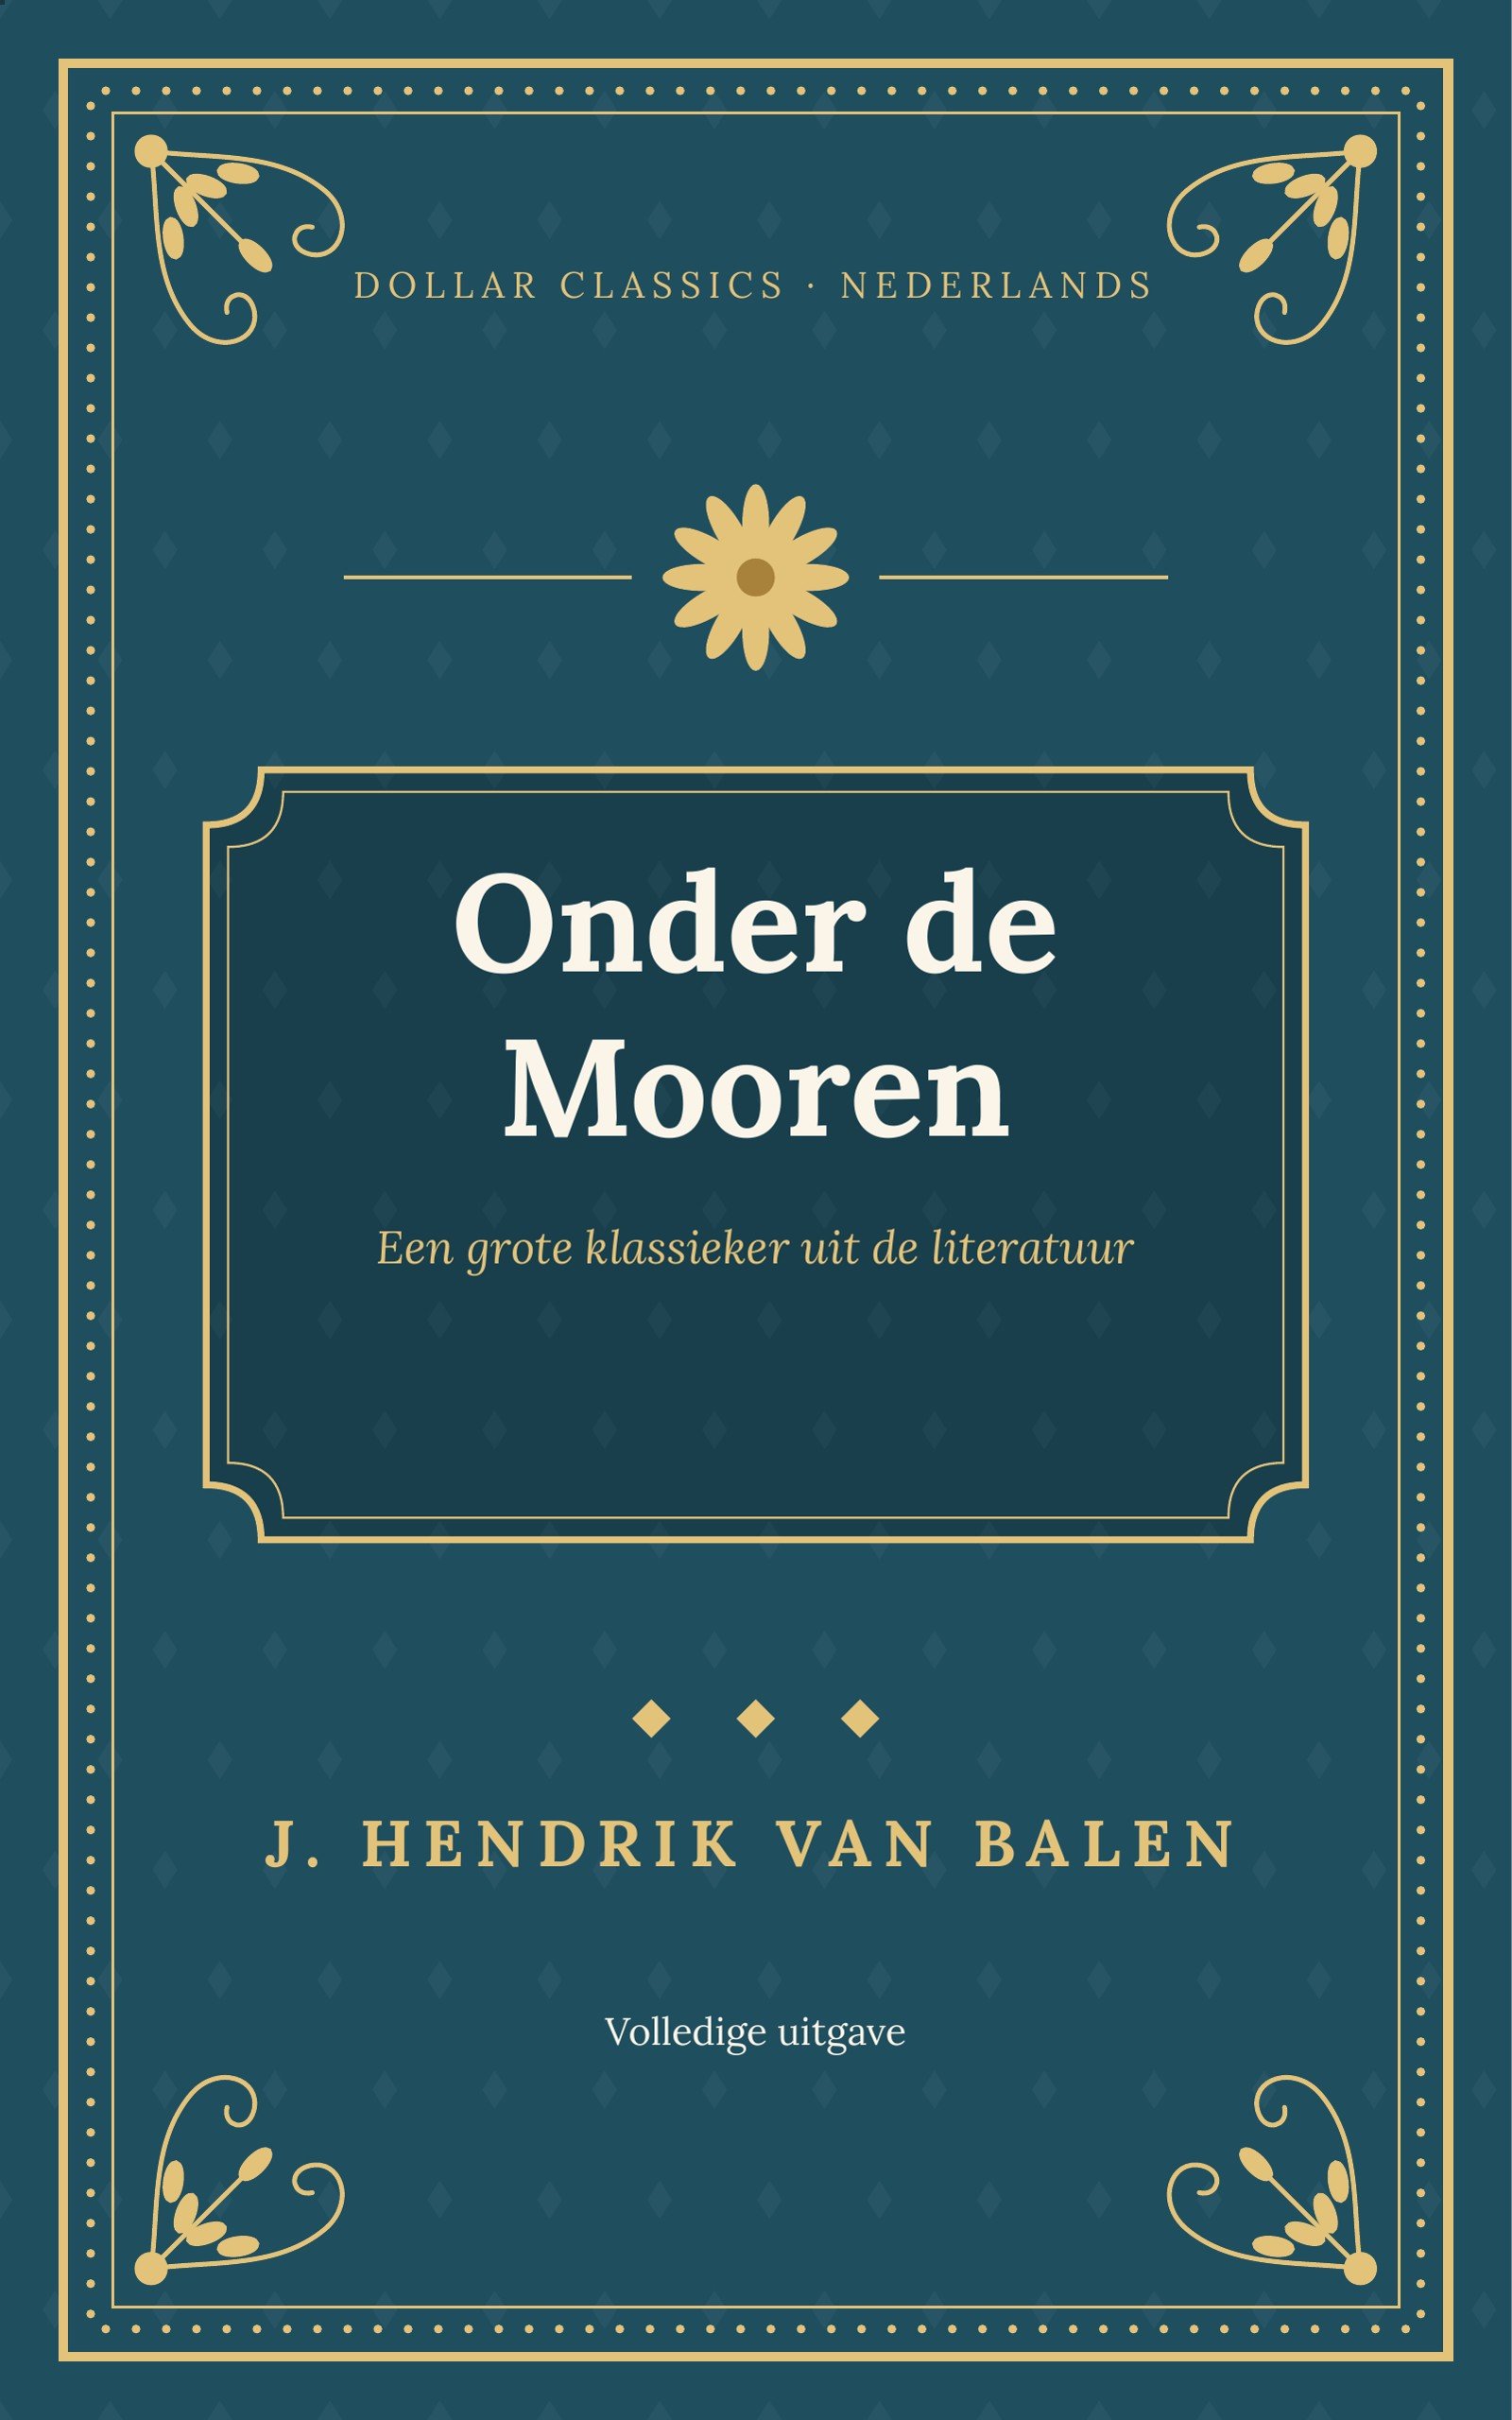 DOLLAR CLASSICS · NEDERLANDS
Onder de
Mooren
Een grote klassieker uit de literatuur
J. HENDRIK VAN BALEN
Volledige uitgave